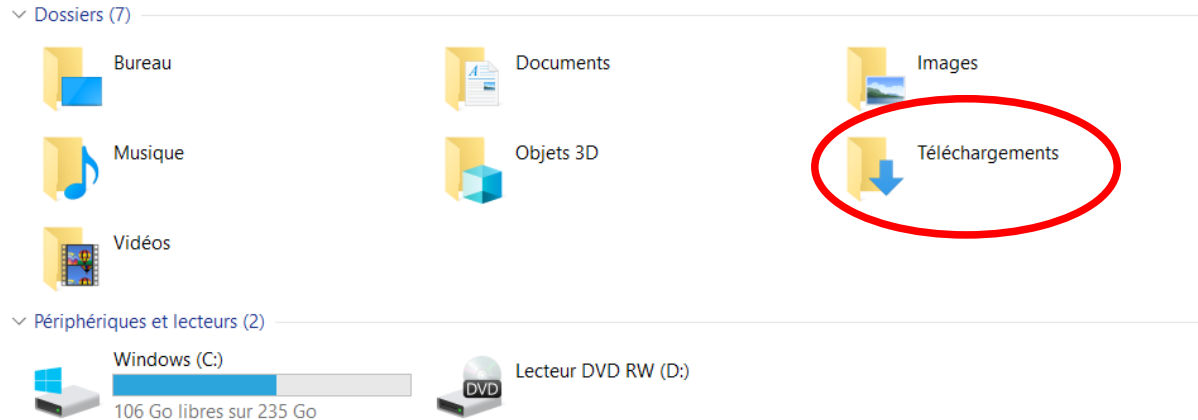 Dossiers (7)
Bureau
Documents
Images
Musique
Objets 3D
Téléchargements
Vidéos
Périphériques et lecteurs (2)
Windows (C:)
106 Go libres sur 235 Go
Lecteur DVD RW (D:)
DVD